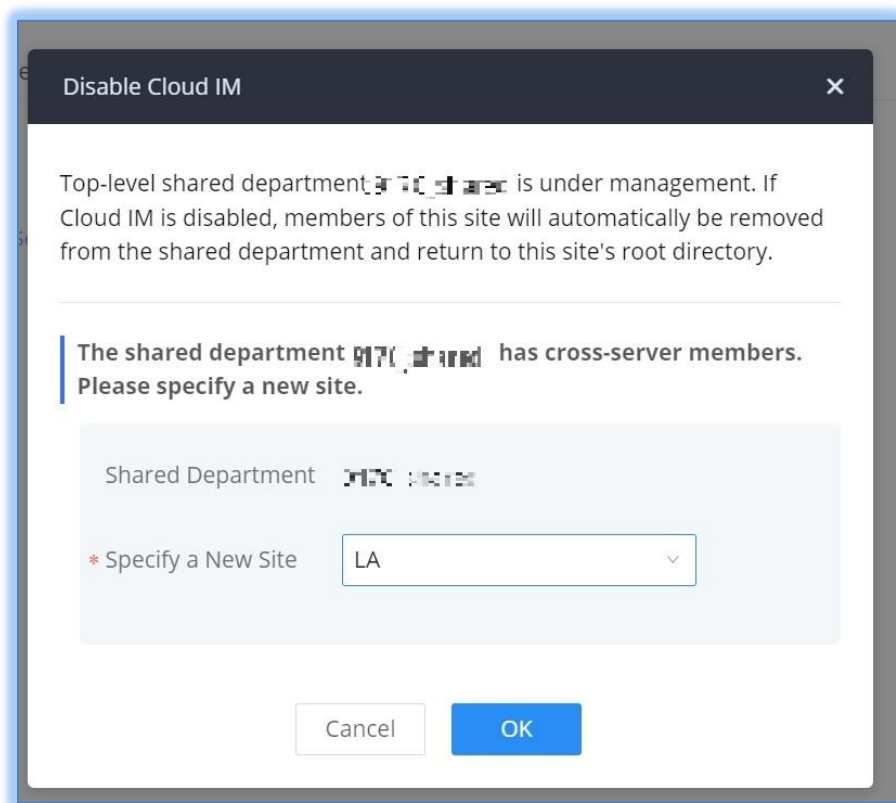 Disable Cloud IM
Top-level shared department is under management. If
Cloud IM is disabled, members of this site will automatically be removed
from the shared department and return to this site's root directory.
The shared department has cross-server members.
Please specify a new site.
Shared Department
* Specify a New Site
LA
Cancel
OK